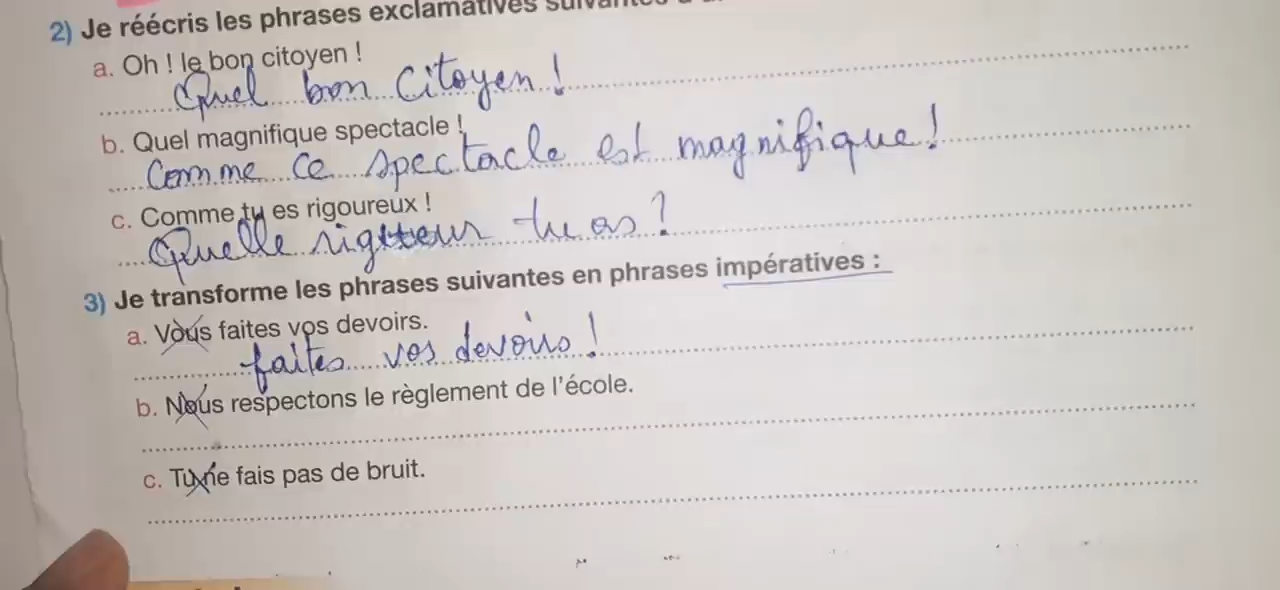 2) Je réécris les phrases exclamatives
a. Oh ! le bon citoyen !
Quel bon citoyen !
b. Quel magnifique spectacle !
Comme ce spectacle est magnifique !
c. Comme tu es rigoureux !
Quelle tu as ?
3) Je transforme les phrases suivantes en phrases impératives :
a. Vous faites vos devoirs.
faites vos devoirs !
b. Nous respectons le règlement de l'école.
c. Tu ne fais pas de bruit.